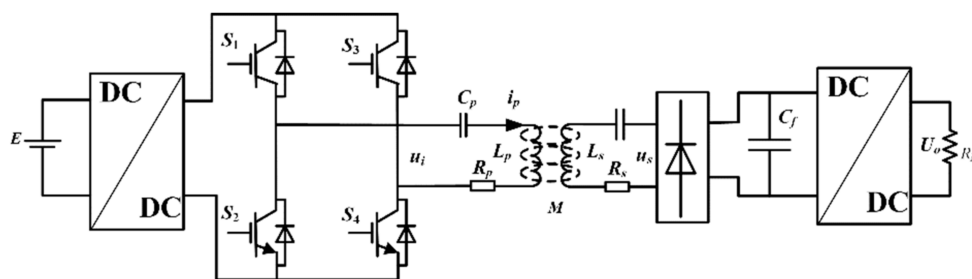 S1 S3
DC DC
Cp ip Cf
E ui Lp Ls us Uo
Rp Rs
DC M DC
S2 S4